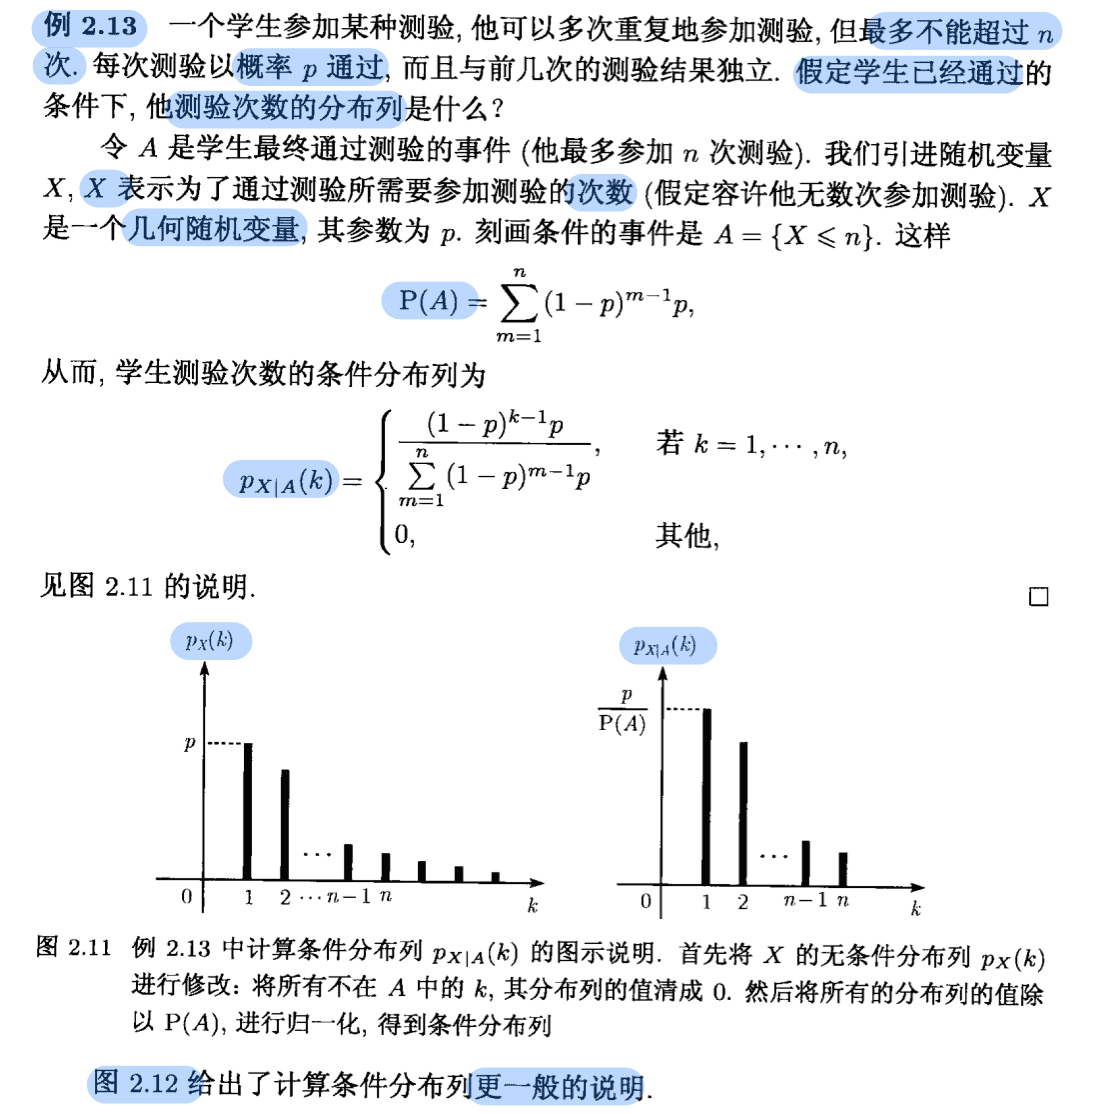 例 2.13 一个学生参加某种测验, 他可以多次重复地参加测验, 但最多不能超过 n
次. 每次测验以概率 p 通过, 而且与前几次的测验结果独立. 假定学生已经通过的
条件下, 他测验次数的分布列是什么?
令 A 是学生最终通过测验的事件 (他最多参加 n 次测验). 我们引进随机变量
X, X 表示为了通过测验所需要参加测验的次数 (假定容许他无数次参加测验). X
是一个几何随机变量, 其参数为 p. 刻画条件的事件是 A = {X ⩽ n}. 这样
P(A) = ∑_{m=1}^{n} (1 − p)^{m−1}p,
从而, 学生测验次数的条件分布列为
p_{X|A}(k) = { \frac{(1 − p)^{k−1}p}{∑_{m=1}^{n} (1 − p)^{m−1}p}, 若 k = 1, ⋯ , n,
0, 其他,
见图 2.11 的说明. □
p_X(k)
p
0 1 2 ⋯ n − 1 n
k
p_{X|A}(k)
\frac{p}{P(A)}
⋯
0 1 2 n − 1 n
k
图 2.11 例 2.13 中计算条件分布列 p_{X|A}(k) 的图示说明. 首先将 X 的无条件分布列 p_X(k)
进行修改: 将所有不在 A 中的 k, 其分布列的值清成 0. 然后将所有的分布列的值除
以 P(A), 进行归一化, 得到条件分布列
图 2.12 给出了计算条件分布列更一般的说明.